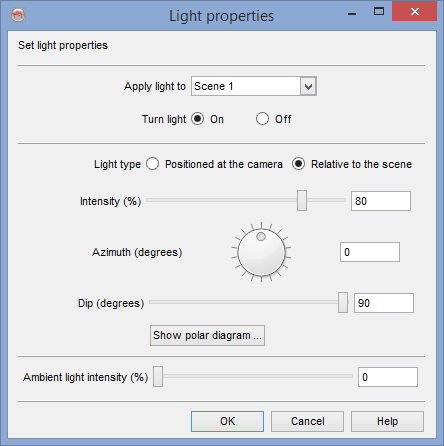 Light properties
Set light properties
Apply light to Scene 1
Turn light On Off
Light type Positioned at the camera Relative to the scene
Intensity (%) 80
Azimuth (degrees) 0
Dip (degrees) 90
Show polar diagram ...
Ambient light intensity (%) 0
OK Cancel Help